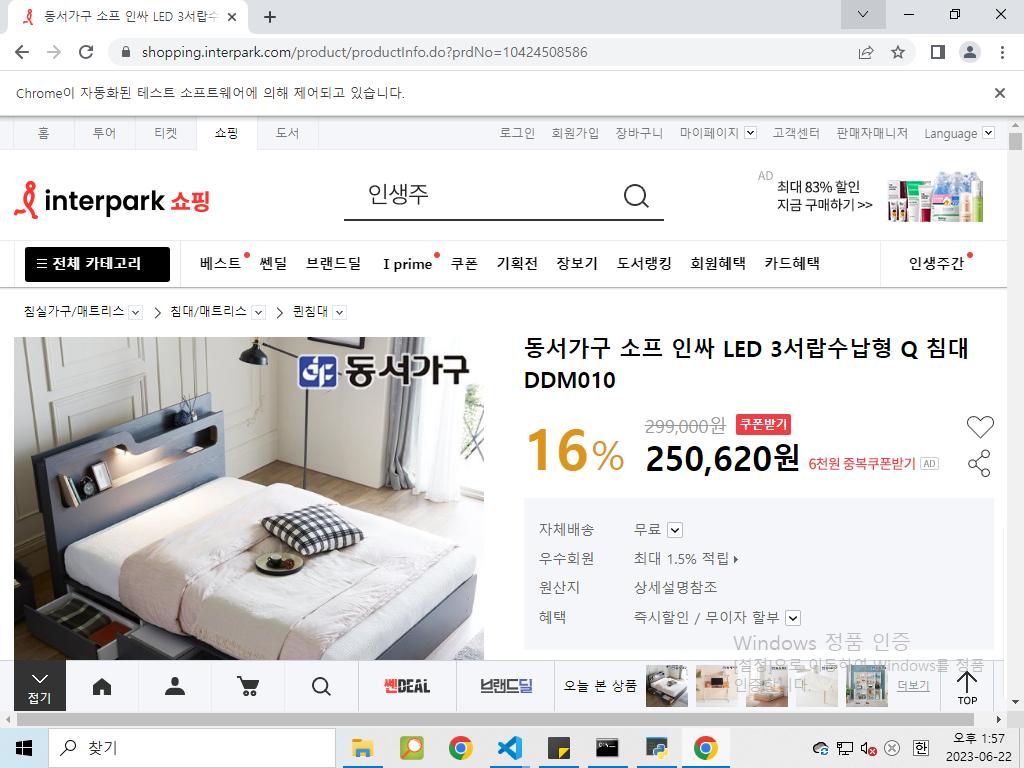 동서가구 소프 인싸 LED 3서랍수
shopping.interpark.com/product/productInfo.do?prdNo=10424508586
Chrome이 자동화된 테스트 소프트웨어에 의해 제어되고 있습니다.
홈 투어 티켓 쇼핑 도서 로그인 회원가입 장바구니 마이페이지 고객센터 판매자매니저 Language
interpark 쇼핑
인생주
AD
최대 83% 할인
지금 구매하기 >>
전체 카테고리 베스트 쎈딜 브랜드딜 I prime 쿠폰 기획전 장보기 도서랭킹 회원혜택 카드혜택 인생주간
침실가구/매트리스 > 침대/매트리스 > 퀸침대
동서가구
동서가구 소프 인싸 LED 3서랍수납형 Q 침대
DDM010
299,000원 쿠폰받기
16% 250,620원 6천원 중복쿠폰받기 AD
자체배송 무료
우수회원 최대 1.5% 적립
원산지 상세설명참조
혜택 즉시할인 / 무이자 할부
Windows 정품 인증
[설정]으로 이동하여 Windows를 정품
인증합니다.
접기 쎈DEAL 브랜드딜 오늘 본 상품 더보기 TOP
찾기
한
오후 1:57
2023-06-22